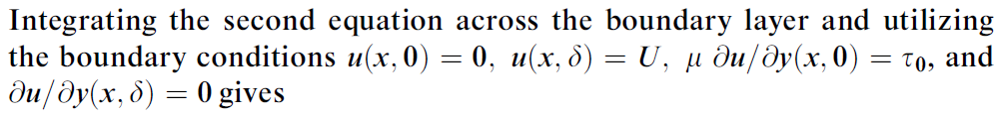 Integrating the second equation across the boundary layer and utilizing
the boundary conditions u(x, 0) = 0, u(x, δ) = U, μ ∂u/∂y(x, 0) = τ₀, and
∂u/∂y(x, δ) = 0 gives